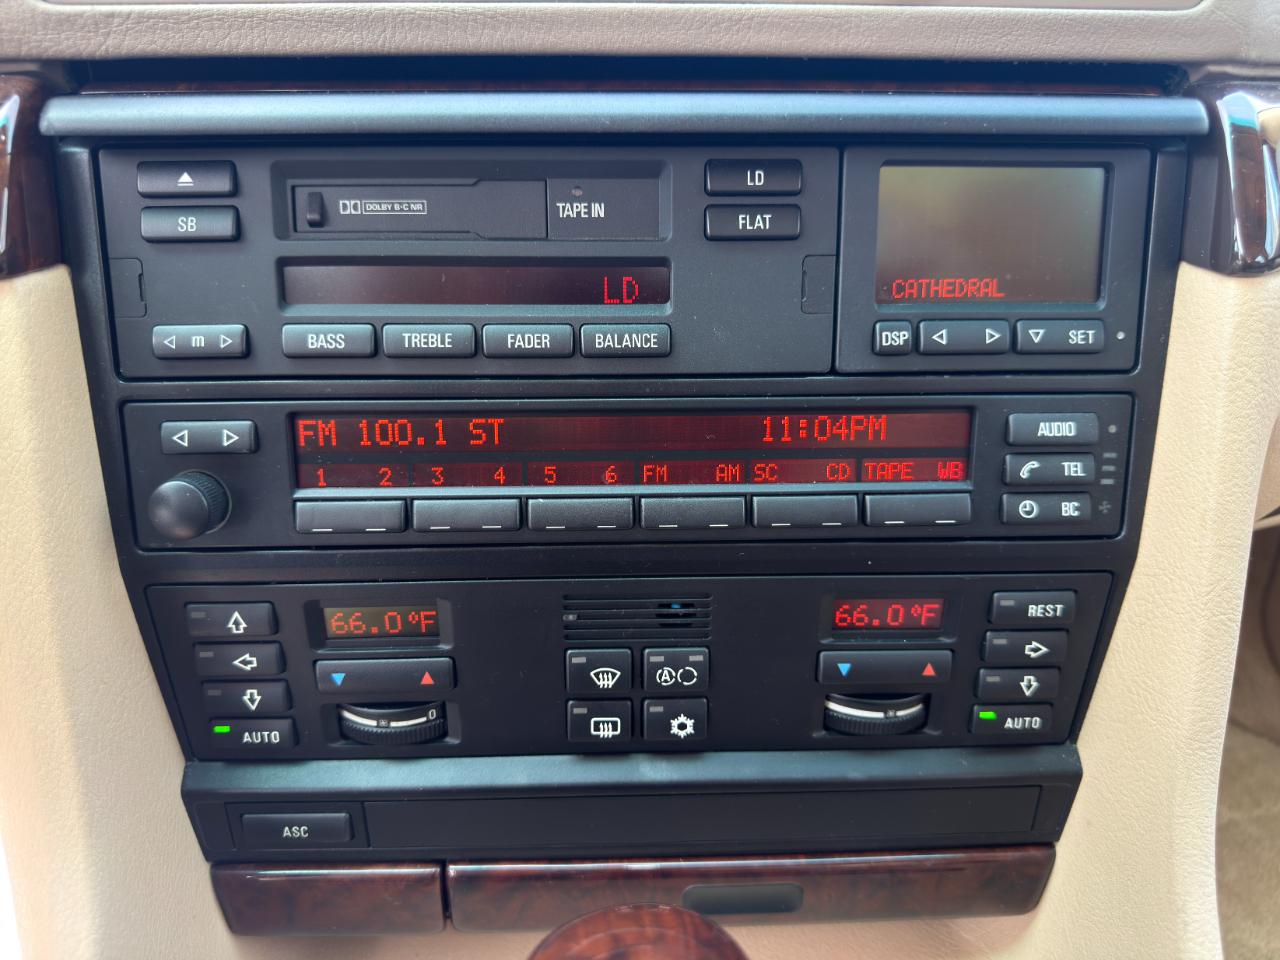 LD
SB
DOLBY B·C NR
TAPE IN
FLAT
LD
CATHEDRAL
m
BASS
TREBLE
FADER
BALANCE
DSP
SET
FM 100.1 ST 11:04PM
AUDIO
1 2 3 4 5 6 FM AM SC CD TAPE WB
TEL
BC
66.0°F
66.0°F
REST
A
0
AUTO
AUTO
ASC